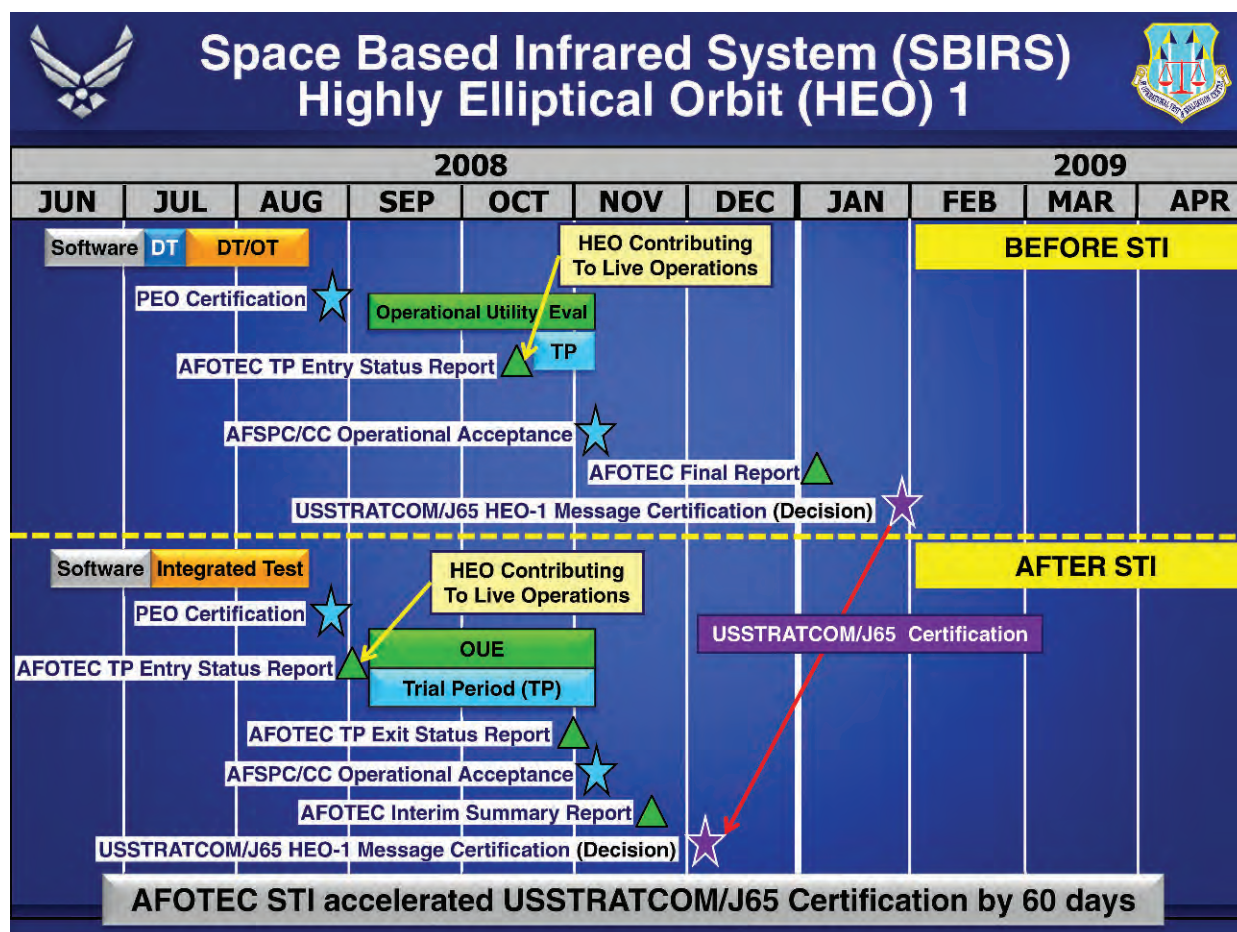 Space Based Infrared System (SBIRS)
Highly Elliptical Orbit (HEO) 1
OPERATIONAL TEST & EVALUATION CENTER
2008
2009
JUN JUL AUG SEP OCT NOV DEC JAN FEB MAR APR
Software DT DT/OT
HEO Contributing
To Live Operations
BEFORE STI
PEO Certification
Operational Utility Eval
TP
AFOTEC TP Entry Status Report
AFSPC/CC Operational Acceptance
AFOTEC Final Report
USSTRATCOM/J65 HEO-1 Message Certification (Decision)
Software Integrated Test
HEO Contributing
To Live Operations
AFTER STI
PEO Certification
USSTRATCOM/J65 Certification
OUE
AFOTEC TP Entry Status Report
Trial Period (TP)
AFOTEC TP Exit Status Report
AFSPC/CC Operational Acceptance
AFOTEC Interim Summary Report
USSTRATCOM/J65 HEO-1 Message Certification (Decision)
AFOTEC STI accelerated USSTRATCOM/J65 Certification by 60 days